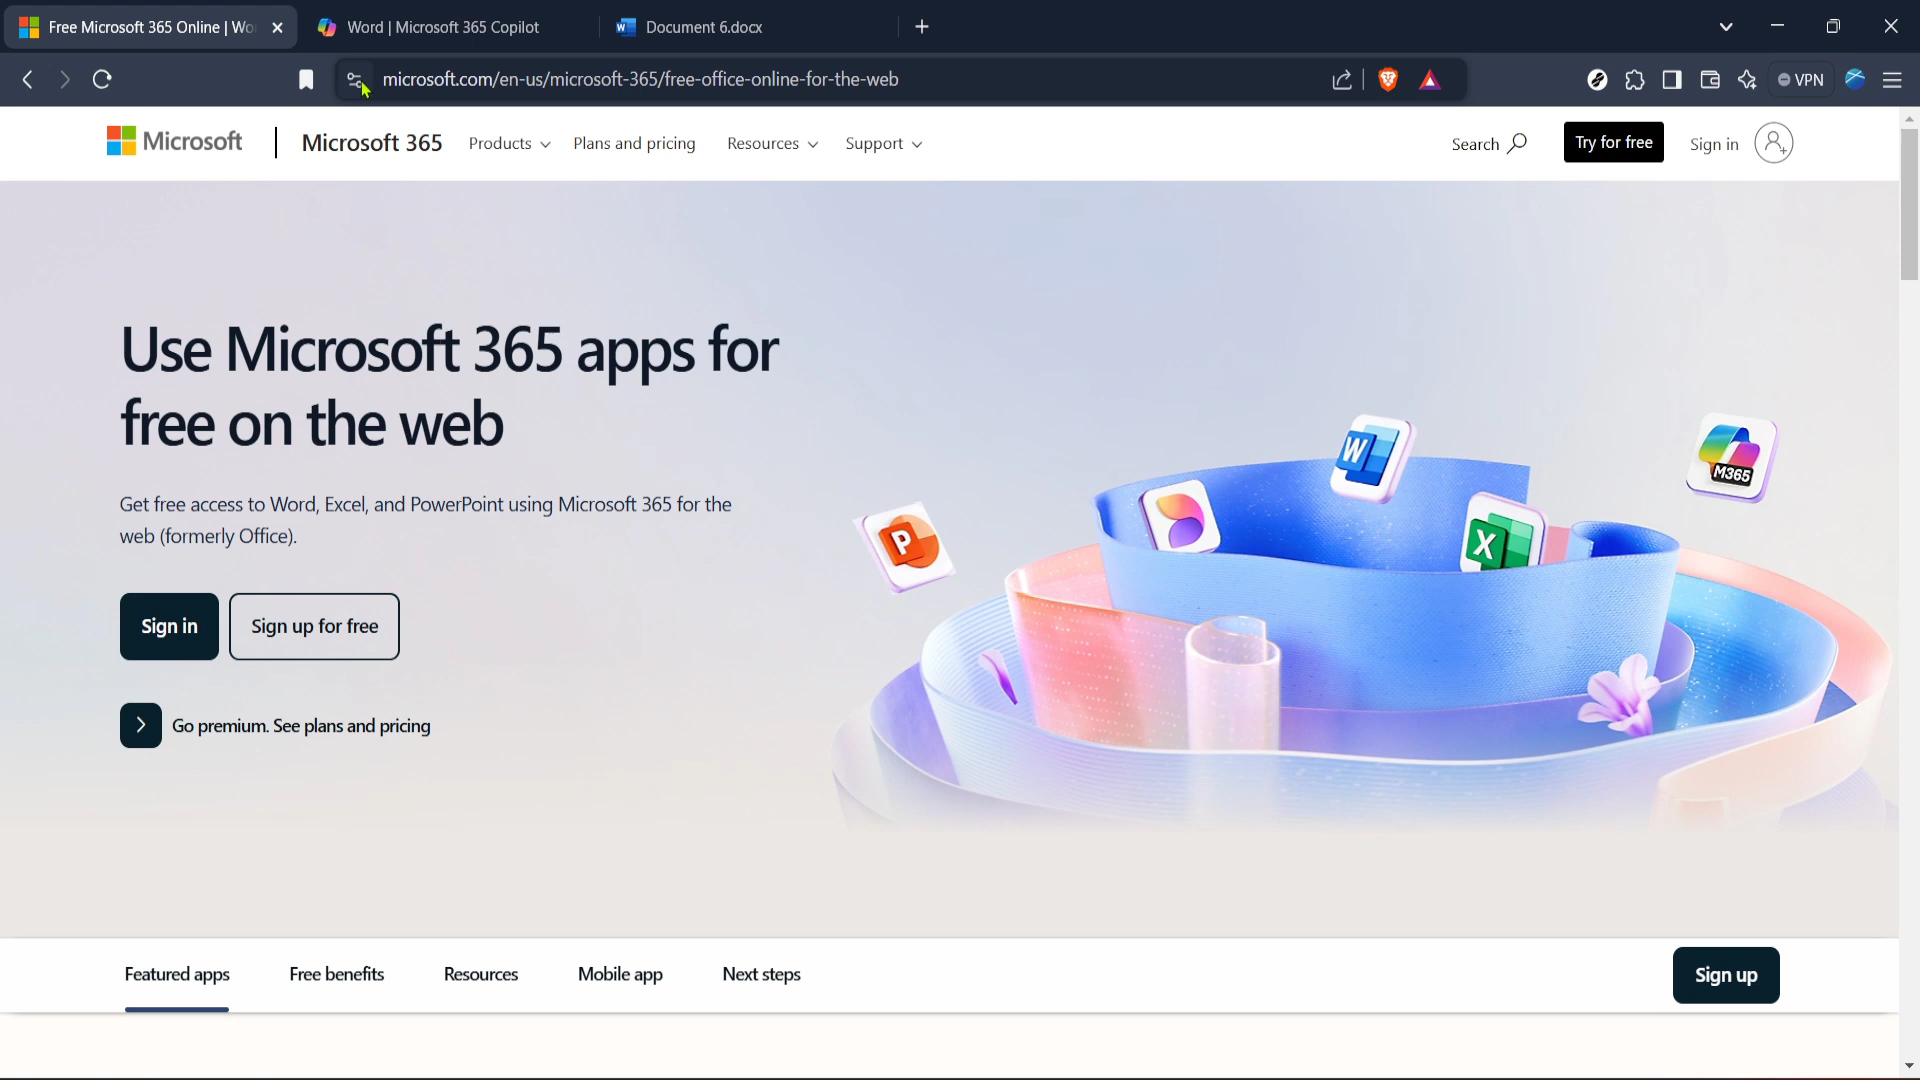 Free Microsoft 365 Online | Wo
Word | Microsoft 365 Copilot
Document 6.docx
microsoft.com/en-us/microsoft-365/free-office-online-for-the-web
VPN
Microsoft
Microsoft 365
Products
Plans and pricing
Resources
Support
Search
Try for free
Sign in
Use Microsoft 365 apps for
free on the web
Get free access to Word, Excel, and PowerPoint using Microsoft 365 for the
web (formerly Office).
Sign in
Sign up for free
Go premium. See plans and pricing
W
M365
P
X
Featured apps
Free benefits
Resources
Mobile app
Next steps
Sign up